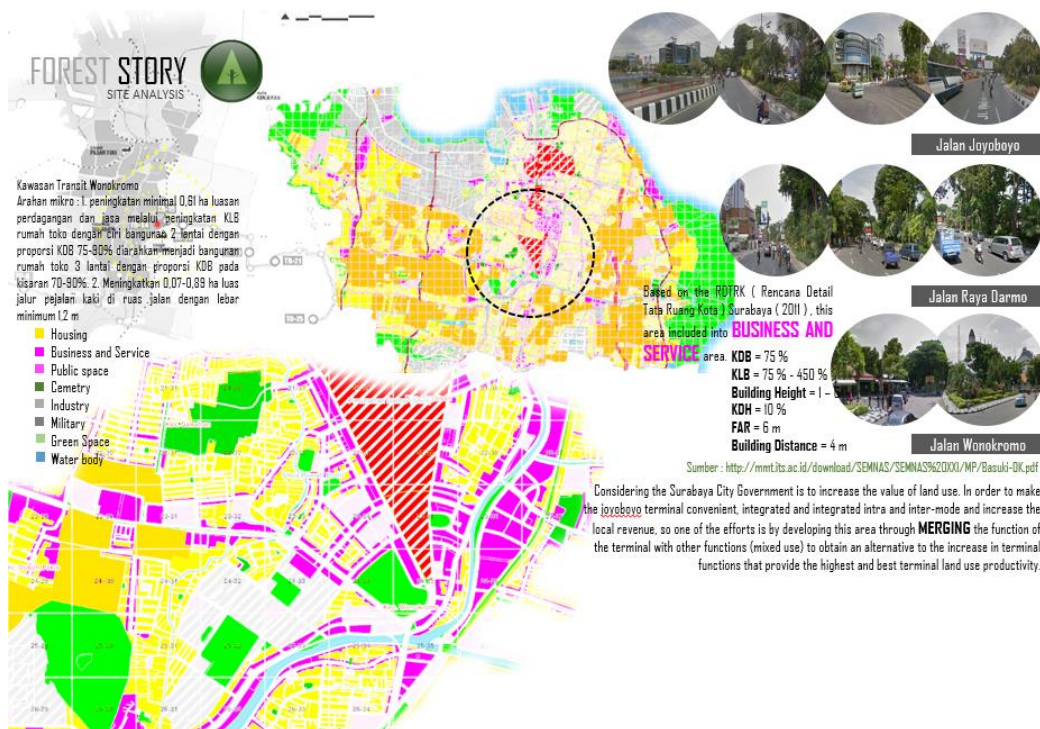 FOREST STORY
SITE ANALYSIS
Kawasan Transit Wonokromo
Arahan mikro : 1. peningkatan minimal 0,61 ha luasan
perdagangan dan jasa melalui peningkatan KLB
rumah toko dengan ciri bangunan 2 lantai dengan
proporsi KDB 75-90% diarahkan menjadi bangunan
rumah toko 3 lantai dengan proporsi KDB pada
kisaran 70-90%. 2. Meningkatkan 0,07-0,89 ha luas
jalur pejalan kaki di ruas jalan dengan lebar
minimum 1,2 m
Housing
Business and Service
Public space
Cemetry
Industry
Military
Green Space
Water body
Jalan Joyoboyo
Jalan Raya Darmo
Jalan Wonokromo
Based on the RDTRK ( Rencana Detail
Tata Ruang Kota ) Surabaya ( 2011 ) , this
area included into BUSINESS AND
SERVICE area. KDB = 75 %
KLB = 75 % - 450 %
Building Height = 1 –
KDH = 10 %
FAR = 6 m
Building Distance = 4 m
Sumber : http://mmt.its.ac.id/download/SEMNAS/SEMNAS%20XXI/MP/Basuki-OK.pdf
Considering the Surabaya City Government is to increase the value of land use. In order to make
the joyoboyo terminal convenient, integrated and integrated intra and inter-mode and increase the
local revenue, so one of the efforts is by developing this area through MERGING the function of
the terminal with other functions (mixed use) to obtain an alternative to the increase in terminal
functions that provide the highest and best terminal land use productivity.